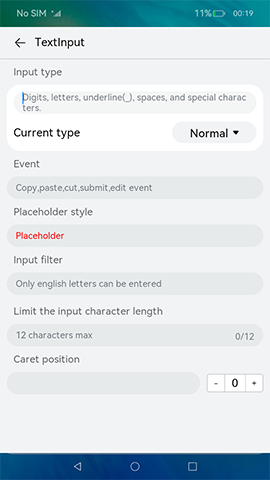 No SIM
11%
00:19
TextInput
Input type
Digits, letters, underline(_), spaces, and special charac
ters.
Current type
Normal
Event
Copy,paste,cut,submit,edit event
Placeholder style
Placeholder
Input filter
Only english letters can be entered
Limit the input character length
12 characters max
0/12
Caret position
- 0 +